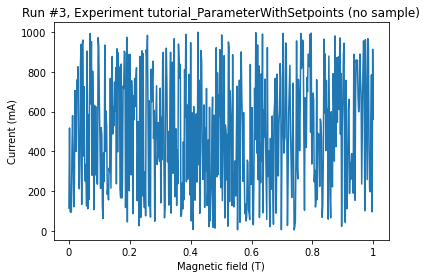 Run #3, Experiment tutorial_ParameterWithSetpoints (no sample)
1000
800
600
400
200
0
Current (mA)
0 0.2 0.4 0.6 0.8 1
Magnetic field (T)